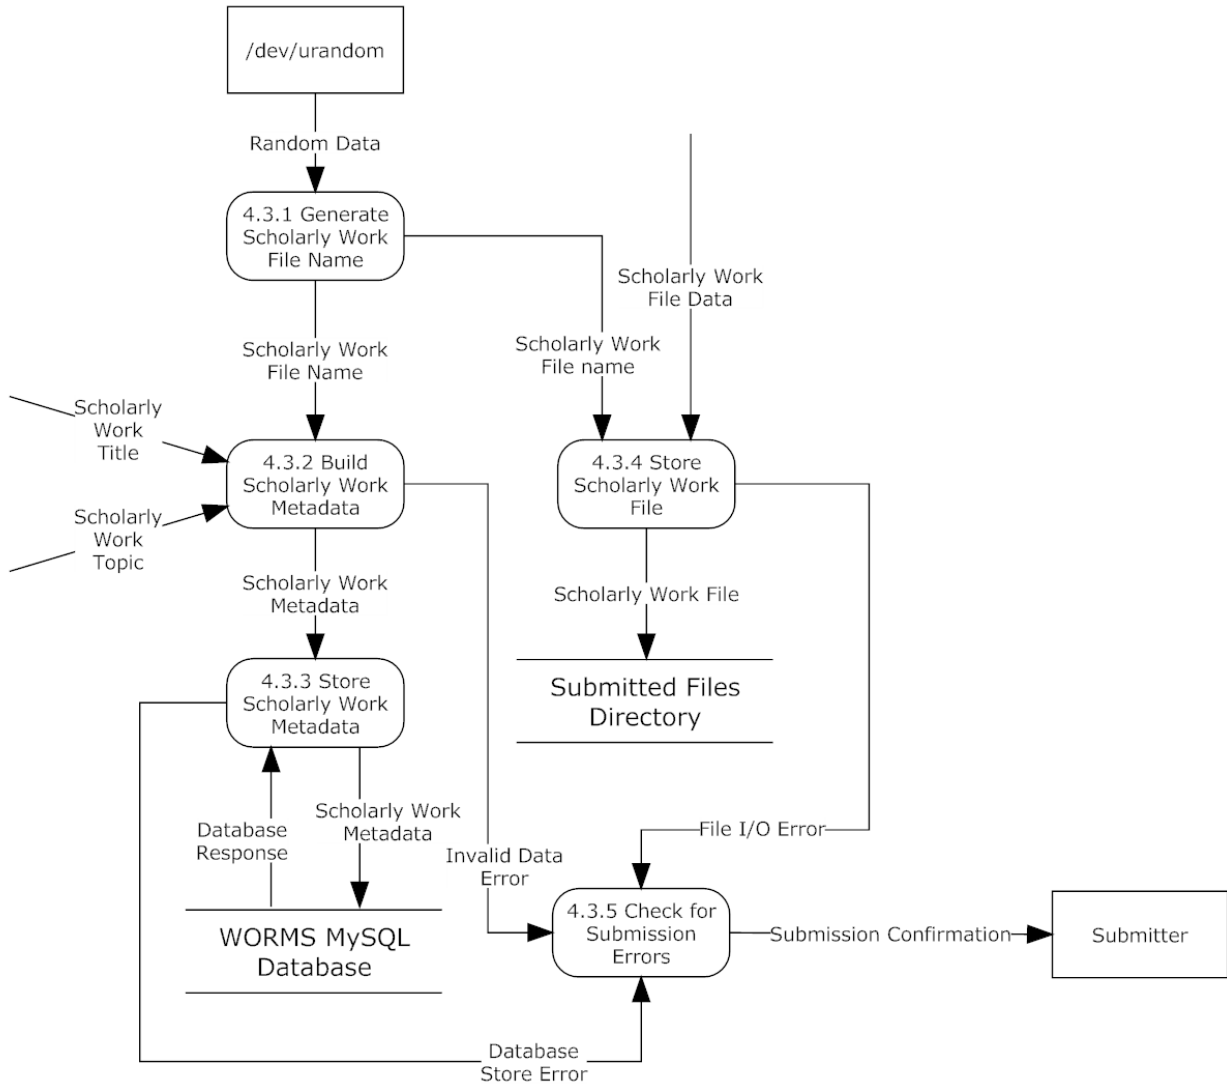 /dev/urandom
Random Data
4.3.1 Generate
Scholarly Work
File Name
Scholarly Work
File Data
Scholarly Work
File Name
Scholarly Work
File name
Scholarly
Work
Title
4.3.2 Build
Scholarly Work
Metadata
4.3.4 Store
Scholarly Work
File
Scholarly
Work
Topic
Scholarly Work
Metadata
Scholarly Work File
4.3.3 Store
Scholarly Work
Metadata
Submitted Files
Directory
Database
Response
Scholarly Work
Metadata
File I/O Error
Invalid Data
Error
WORMS MySQL
Database
4.3.5 Check for
Submission
Errors
Submission Confirmation
Submitter
Database
Store Error